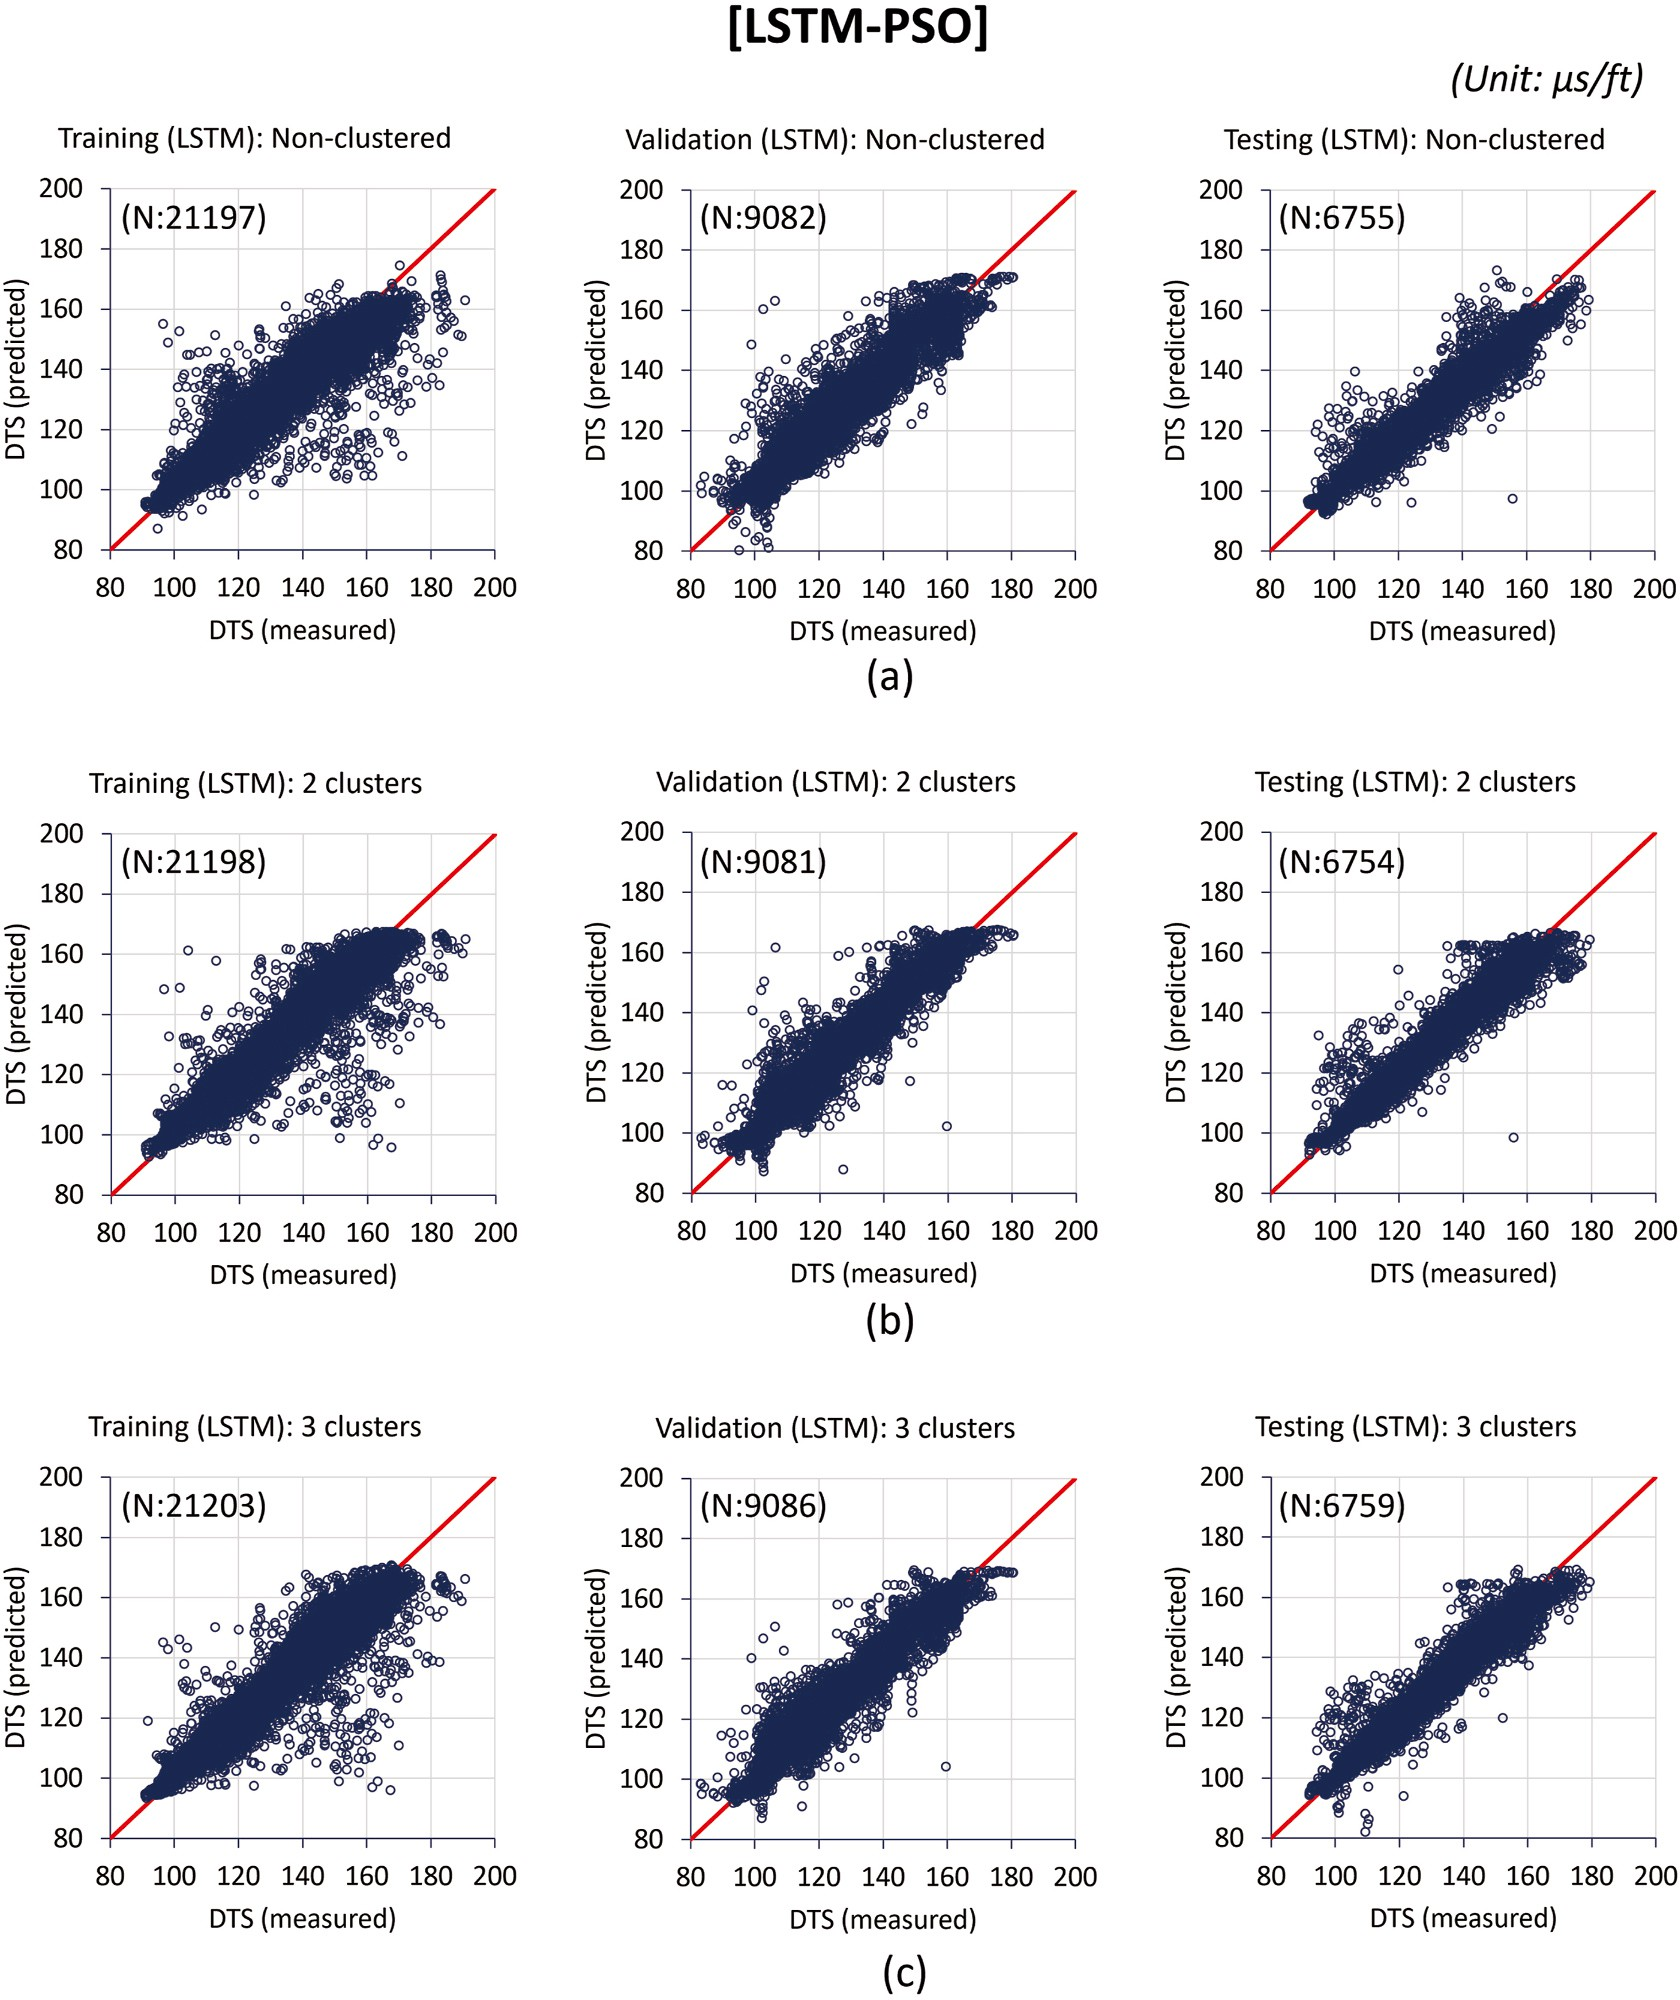 [LSTM-PSO]
(Unit: µs/ft)
Training (LSTM): Non-clustered
Validation (LSTM): Non-clustered
Testing (LSTM): Non-clustered
(N:21197)
(N:9082)
(N:6755)
DTS (predicted)
DTS (predicted)
DTS (predicted)
200
180
160
140
120
100
80
200
180
160
140
120
100
80
200
180
160
140
120
100
80
80 100 120 140 160 180 200
80 100 120 140 160 180 200
80 100 120 140 160 180 200
DTS (measured)
DTS (measured)
DTS (measured)
(a)
Training (LSTM): 2 clusters
Validation (LSTM): 2 clusters
Testing (LSTM): 2 clusters
(N:21198)
(N:9081)
(N:6754)
DTS (predicted)
DTS (predicted)
DTS (predicted)
200
180
160
140
120
100
80
200
180
160
140
120
100
80
200
180
160
140
120
100
80
80 100 120 140 160 180 200
80 100 120 140 160 180 200
80 100 120 140 160 180 200
DTS (measured)
DTS (measured)
DTS (measured)
(b)
Training (LSTM): 3 clusters
Validation (LSTM): 3 clusters
Testing (LSTM): 3 clusters
(N:21203)
(N:9086)
(N:6759)
DTS (predicted)
DTS (predicted)
DTS (predicted)
200
180
160
140
120
100
80
200
180
160
140
120
100
80
200
180
160
140
120
100
80
80 100 120 140 160 180 200
80 100 120 140 160 180 200
80 100 120 140 160 180 200
DTS (measured)
DTS (measured)
DTS (measured)
(c)